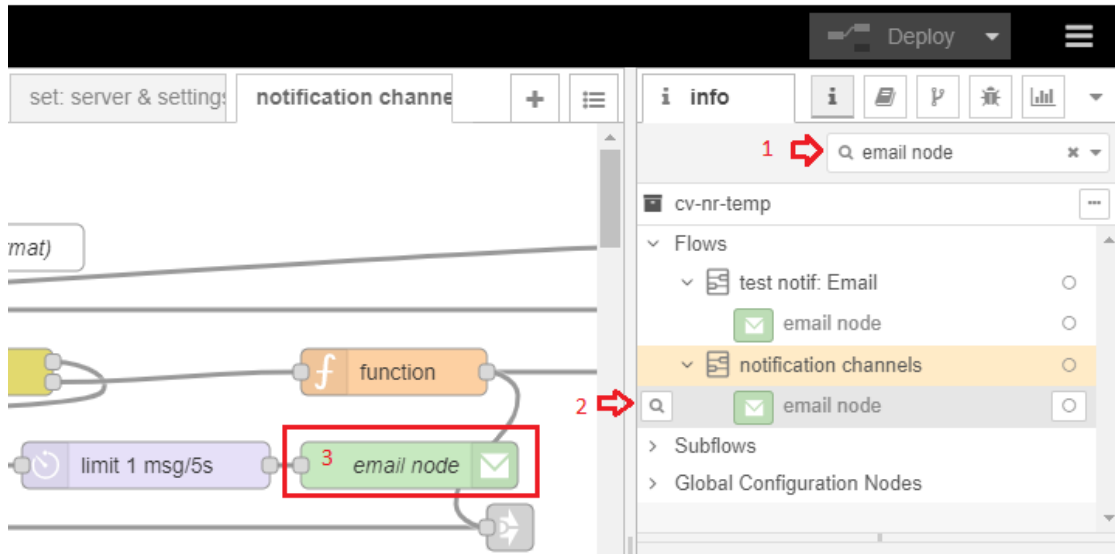 Deploy
set: server & settings
notification channe
info
1
email node
cv-nr-temp
Flows
mat)
test notif: Email
email node
notification channels
function
2
email node
Subflows
limit 1 msg/5s
3
email node
Global Configuration Nodes